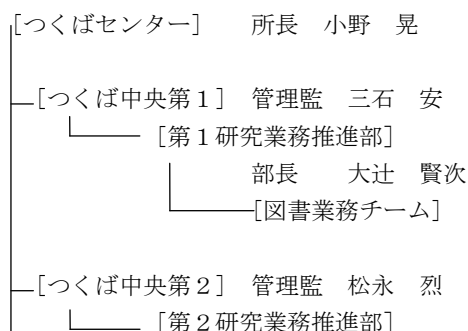 [つくばセンター]　所長　小野　晃
[つくば中央第１]　管理監　三石　安
[第１研究業務推進部]
部長　　大辻　賢次
[図書業務チーム]
[つくば中央第２]　管理監　松永　烈
[第２研究業務推進部]